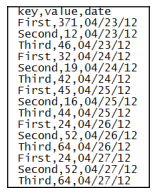 key,value,date
First,371,04/23/12
Second,12,04/23/12
Third,46,04/23/12
First,32,04/24/12
Second,19,04/24/12
Third,42,04/24/12
First,45,04/25/12
Second,16,04/25/12
Third,44,04/25/12
First,24,04/26/12
Second,52,04/26/12
Third,64,04/26/12
First,24,04/27/12
Second,52,04/27/12
Third,64,04/27/12